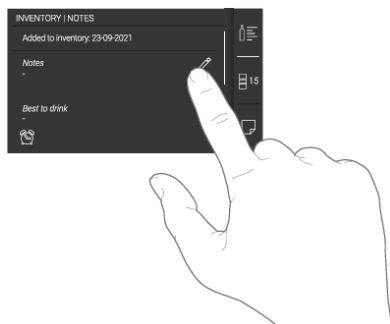 INVENTORY | NOTES
Added to inventory: 23-09-2021
Notes
-
15
Best to drink
-